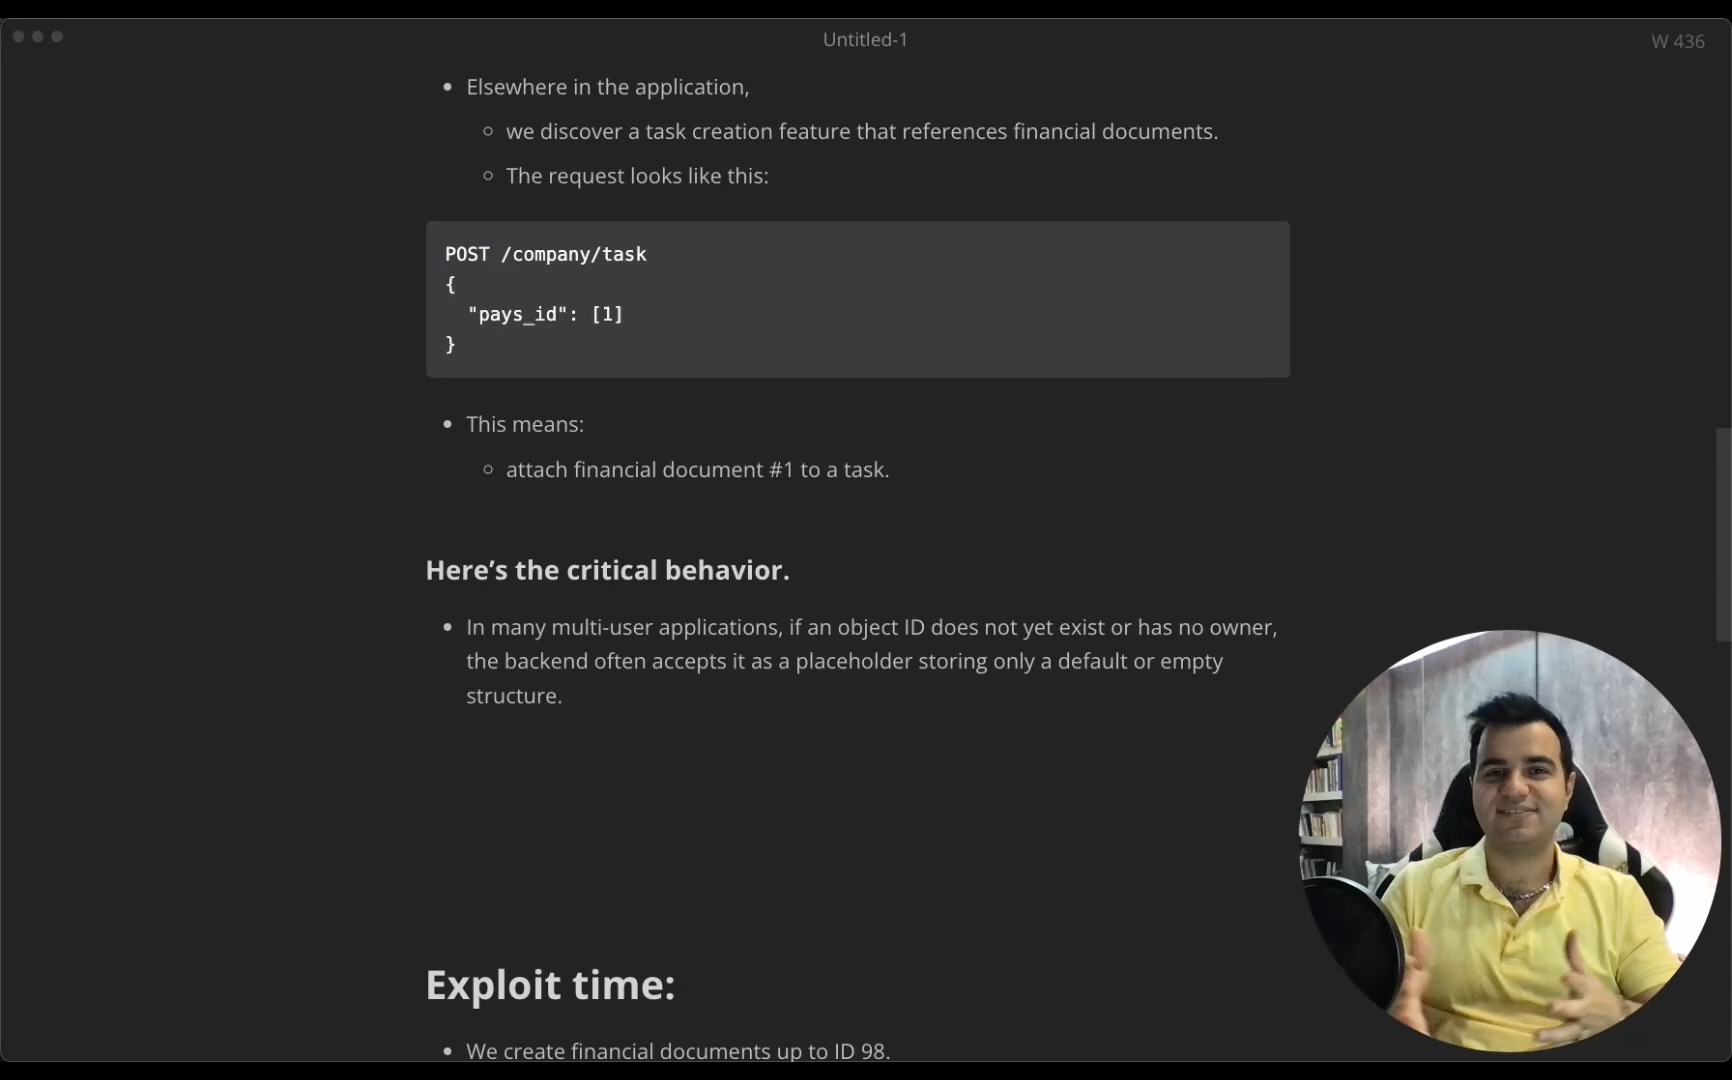 Untitled-1
W 436
• Elsewhere in the application,
◦ we discover a task creation feature that references financial documents.
◦ The request looks like this:
POST /company/task
{
"pays_id": [1]
}
• This means:
◦ attach financial document #1 to a task.
Here’s the critical behavior.
• In many multi-user applications, if an object ID does not yet exist or has no owner,
the backend often accepts it as a placeholder storing only a default or empty
structure.
Exploit time:
• We create financial documents up to ID 98.